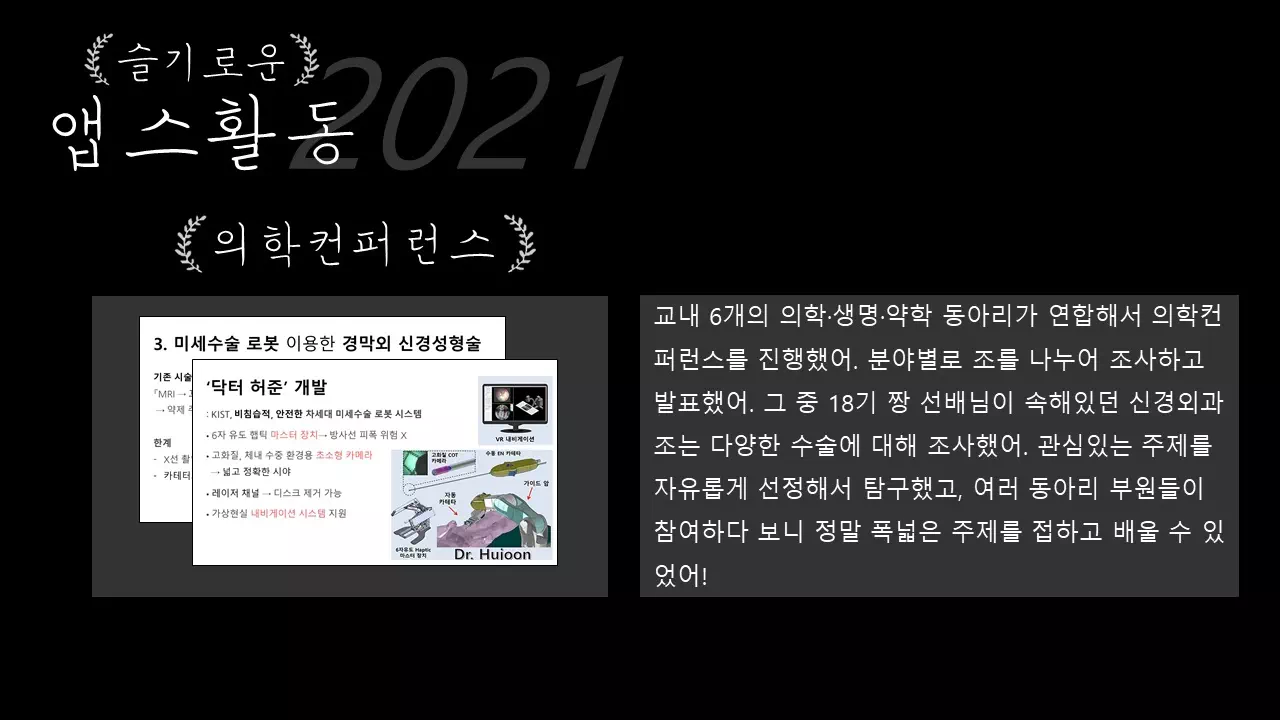 슬기로운
앱스활동
2021
의학컨퍼런스
3. 미세수술 로봇 이용한 경막외 신경성형술
기존 시술
『MRI →
→ 약제
한계
- X선
- 카테터
‘닥터 허준’ 개발
: KIST, 비침습적, 안전한 차세대 미세수술 로봇 시스템
• 6자 유도 햅틱 마스터 장치→ 방사선 피폭 위험 X
• 고화질, 체내 수중 환경용 초소형 카메라
→ 넓고 정확한 시야
• 레이저 채널 → 디스크 제거 가능
• 가상현실 내비게이션 시스템 지원
VR 내비게이션
고화질 COT
카메라
수동 EN 카테타
가이드 암
자동
카테타
6자유도 Haptic
마스터 장치
Dr. Hujoon
교내 6개의 의학·생명·약학 동아리가 연합해서 의학컨
퍼런스를 진행했어. 분야별로 조를 나누어 조사하고
발표했어. 그 중 18기 짱 선배님이 속해있던 신경외과
조는 다양한 수술에 대해 조사했어. 관심있는 주제를
자유롭게 선정해서 탐구했고, 여러 동아리 부원들이
참여하다 보니 정말 폭넓은 주제를 접하고 배울 수 있
었어!